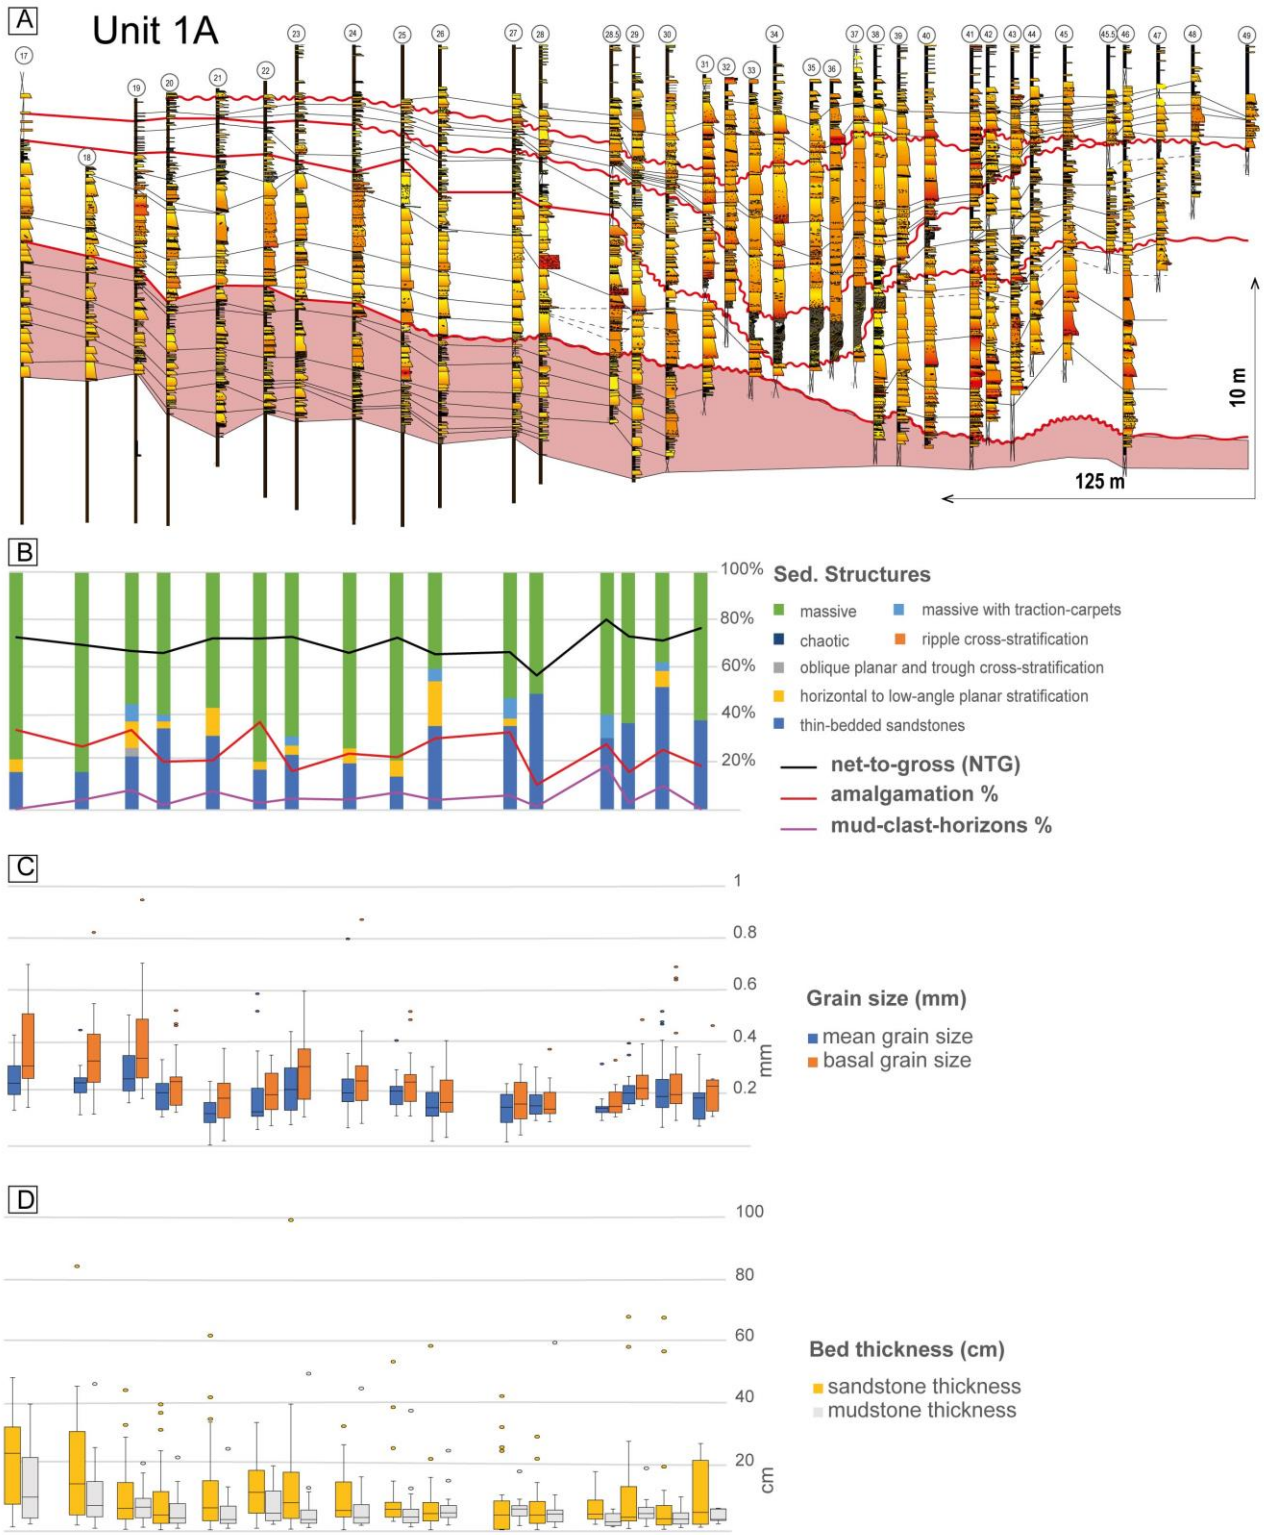 A
Unit 1A
17
18
19
20
21
22
23
24
25
26
27
28
28.5
29
30
31
32
33
34
35
36
37
38
39
40
41
42
43
44
45
45.5
46
47
48
49
10 m
125 m
B
100%
80%
60%
40%
20%
Sed. Structures
massive
massive with traction-carpets
chaotic
ripple cross-stratification
oblique planar and trough cross-stratification
horizontal to low-angle planar stratification
thin-bedded sandstones
net-to-gross (NTG)
amalgamation %
mud-clast-horizons %
C
1
0.8
0.6
0.4
0.2
mm
Grain size (mm)
mean grain size
basal grain size
D
100
80
60
40
20
cm
Bed thickness (cm)
sandstone thickness
mudstone thickness